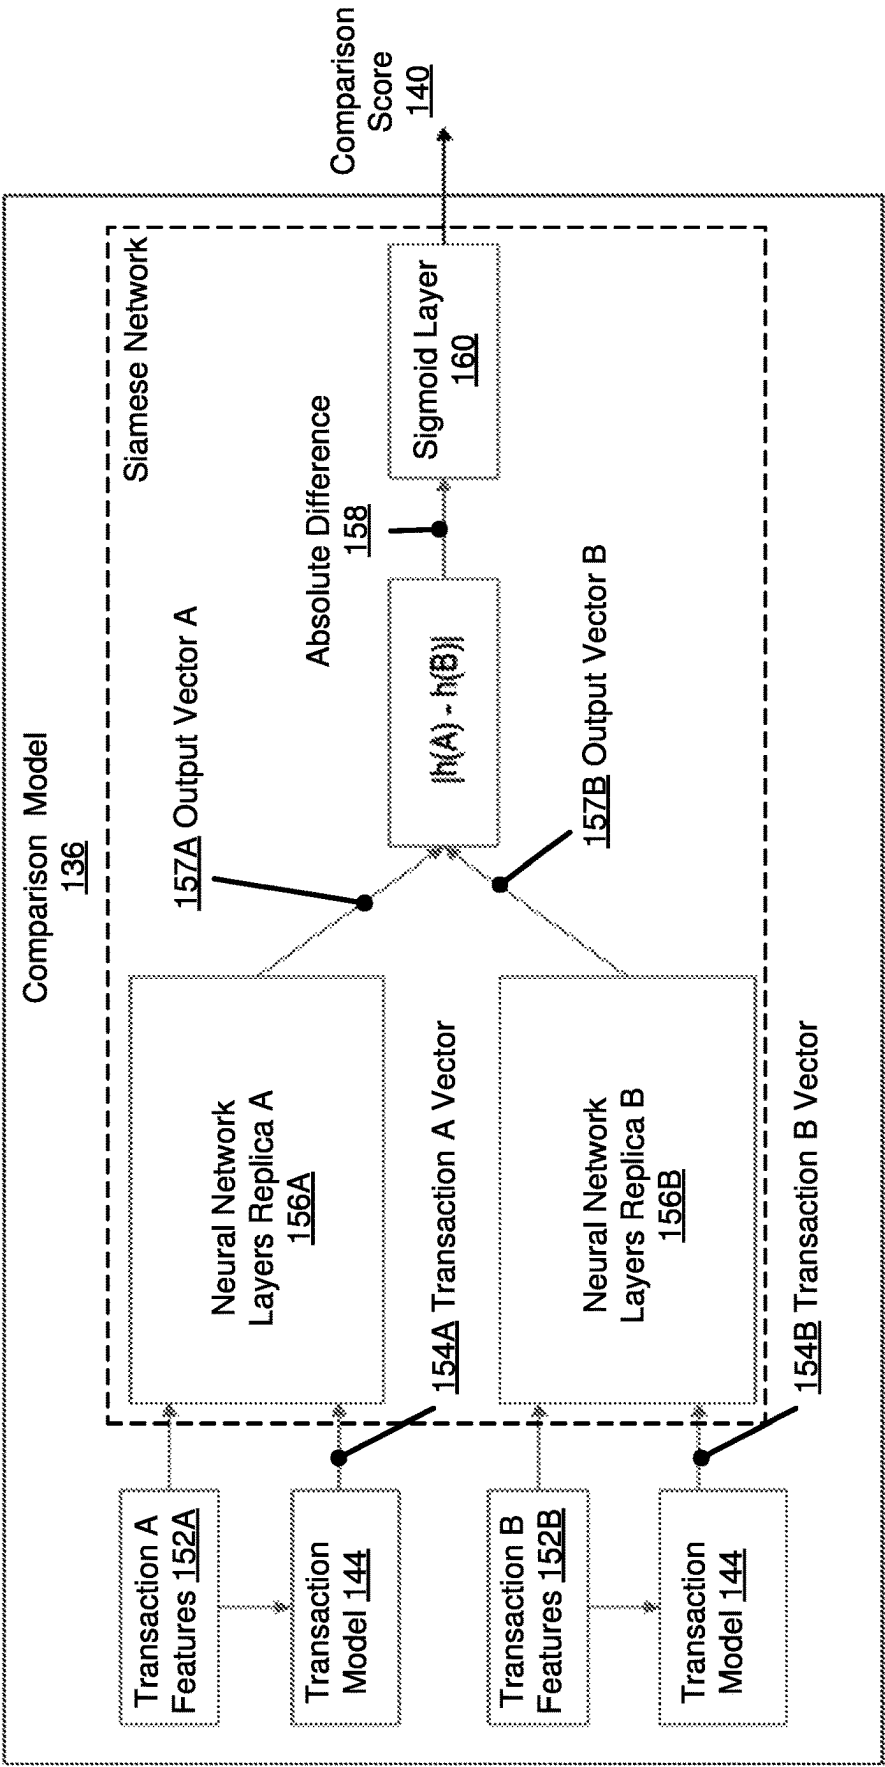 Comparison Model
136
Siamese Network
Transaction A
Features 152A
Transaction
Model 144
154A Transaction A Vector
Neural Network
Layers Replica A
156A
157A Output Vector A
Transaction B
Features 152B
Transaction
Model 144
154B Transaction B Vector
Neural Network
Layers Replica B
156B
157B Output Vector B
|h(A) - h(B)|
Absolute Difference
158
Sigmoid Layer
160
Comparison
Score
140